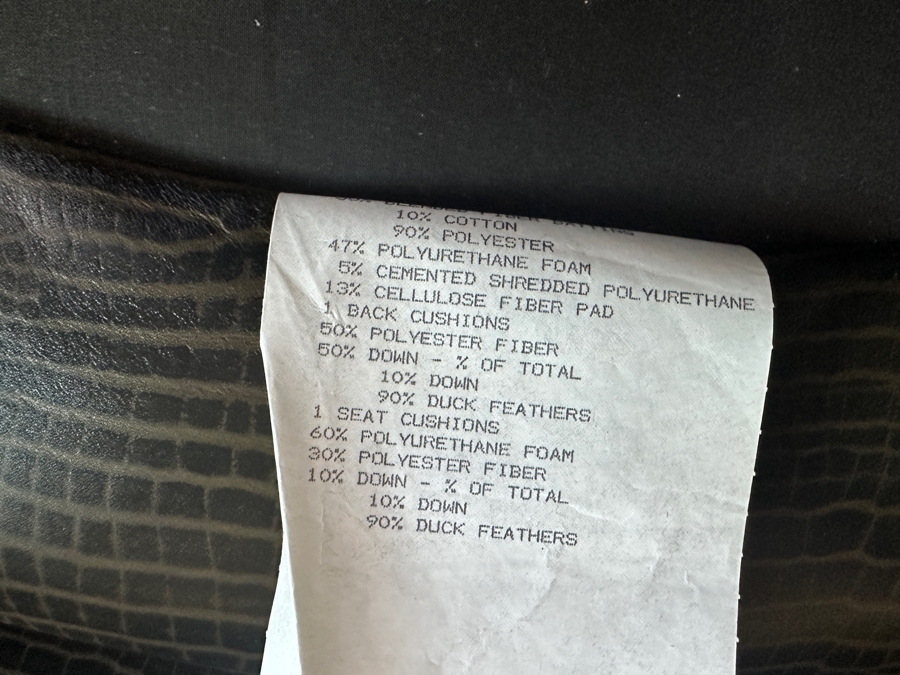 10% COTTON
90% POLYESTER
47% POLYURETHANE FOAM
5% CEMENTED SHREDDED POLYURETHANE
13% CELLULOSE FIBER PAD
1 BACK CUSHIONS
50% POLYESTER FIBER
50% DOWN - % OF TOTAL
10% DOWN
90% DUCK FEATHERS
1 SEAT CUSHIONS
60% POLYURETHANE FOAM
30% POLYESTER FIBER
10% DOWN - % OF TOTAL
10% DOWN
90% DUCK FEATHERS